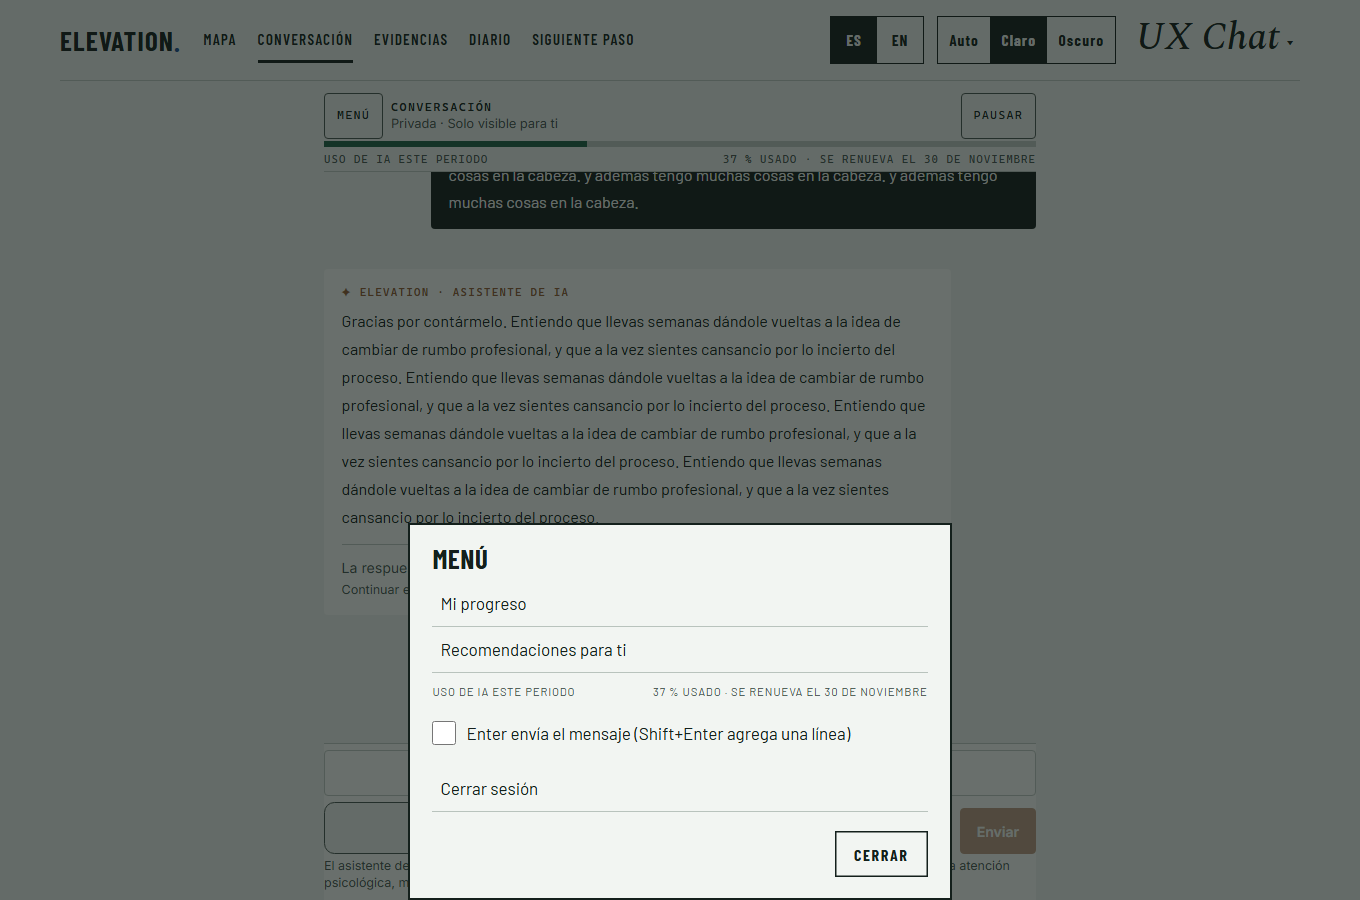 ELEVATION.
MAPA
CONVERSACIÓN
EVIDENCIAS
DIARIO
SIGUIENTE PASO
ES
EN
Auto
Claro
Oscuro
UX Chat
MENÚ
CONVERSACIÓN
Privada · Solo visible para ti
PAUSAR
USO DE IA ESTE PERIODO
37 % USADO · SE RENUEVA EL 30 DE NOVIEMBRE
cosas en la cabeza. y además tengo muchas cosas en la cabeza. y además tengo
muchas cosas en la cabeza.
✦ ELEVATION · ASISTENTE DE IA
Gracias por contármelo. Entiendo que llevas semanas dándole vueltas a la idea de
cambiar de rumbo profesional, y que a la vez sientes cansancio por lo incierto del
proceso. Entiendo que llevas semanas dándole vueltas a la idea de cambiar de rumbo
profesional, y que a la vez sientes cansancio por lo incierto del proceso. Entiendo que
llevas semanas dándole vueltas a la idea de cambiar de rumbo profesional, y que a la
vez sientes cansancio por lo incierto del proceso. Entiendo que llevas semanas
dándole vueltas a la idea de cambiar de rumbo profesional, y que a la vez sientes
cansancio por lo incierto del proceso.
La respue
Continuar e
MENÚ
Mi progreso
Recomendaciones para ti
USO DE IA ESTE PERIODO
37 % USADO · SE RENUEVA EL 30 DE NOVIEMBRE
Enter envía el mensaje (Shift+Enter agrega una línea)
Cerrar sesión
CERRAR
Enviar
El asistente de
a atención
psicológica, m